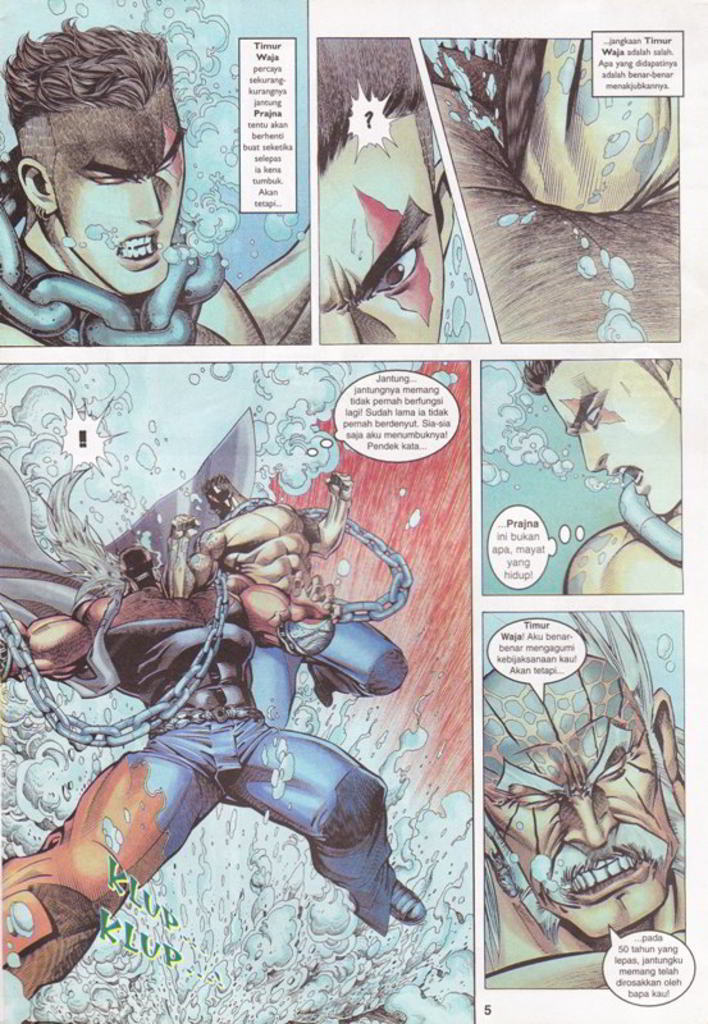 Timur
Waja
percaya
sekurang-
kurangnya
jantung
Prajna
tentu akan
berhenti
buat seketika
selepas
ia kena
tumbuk.
Akan
tetapi...
?
...jangkaan Timur
Waja adalah salah.
Apa yang didapatinya
adalah benar-benar
menakjubkan.
!
Jantung...
jantungnya memang
tidak pernah berfungsi
lagi! Sudah lama ia tidak
pernah berdenyut. Sia-sia
saja aku menumbuknya!
Pendek kata...
...Prajna
ini bukan
apa, mayat
yang
hidup!
KLUP...
KLUP...
Timur
Waja! Aku benar-
benar mengagumi
kebijaksanaan kau!
Akan tetapi...
...pada
50 tahun yang
lepas, jantungku
memang telah
dirosakkan oleh
bapa kau!
5